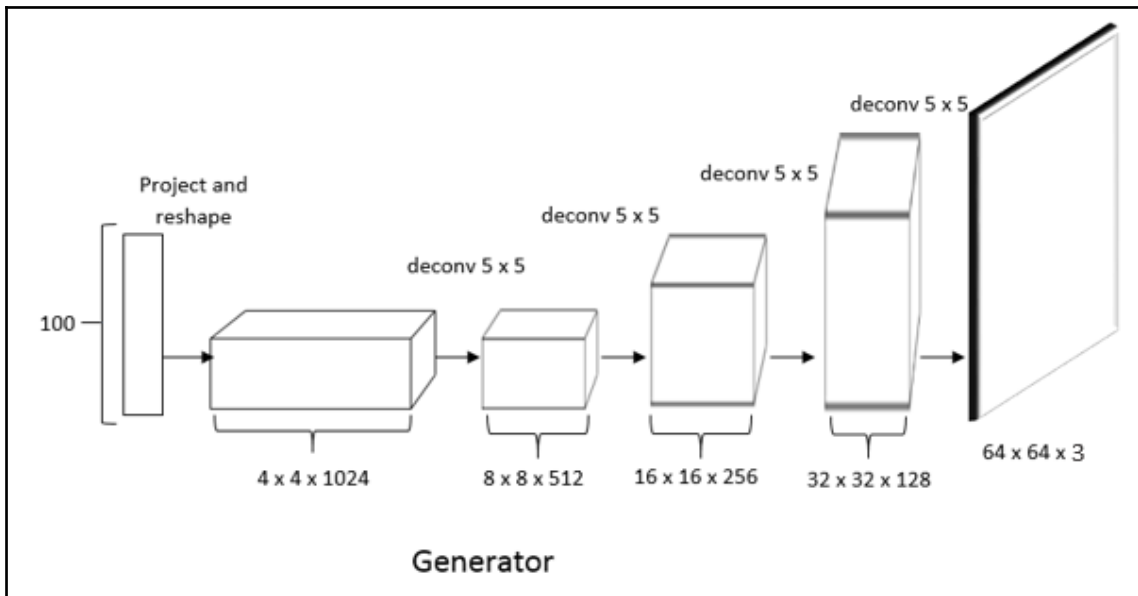 deconv 5 x 5
deconv 5 x 5
Project and
reshape
deconv 5 x 5
deconv 5 x 5
100
4 x 4 x 1024
8 x 8 x 512
16 x 16 x 256
32 x 32 x 128
64 x 64 x 3
Generator